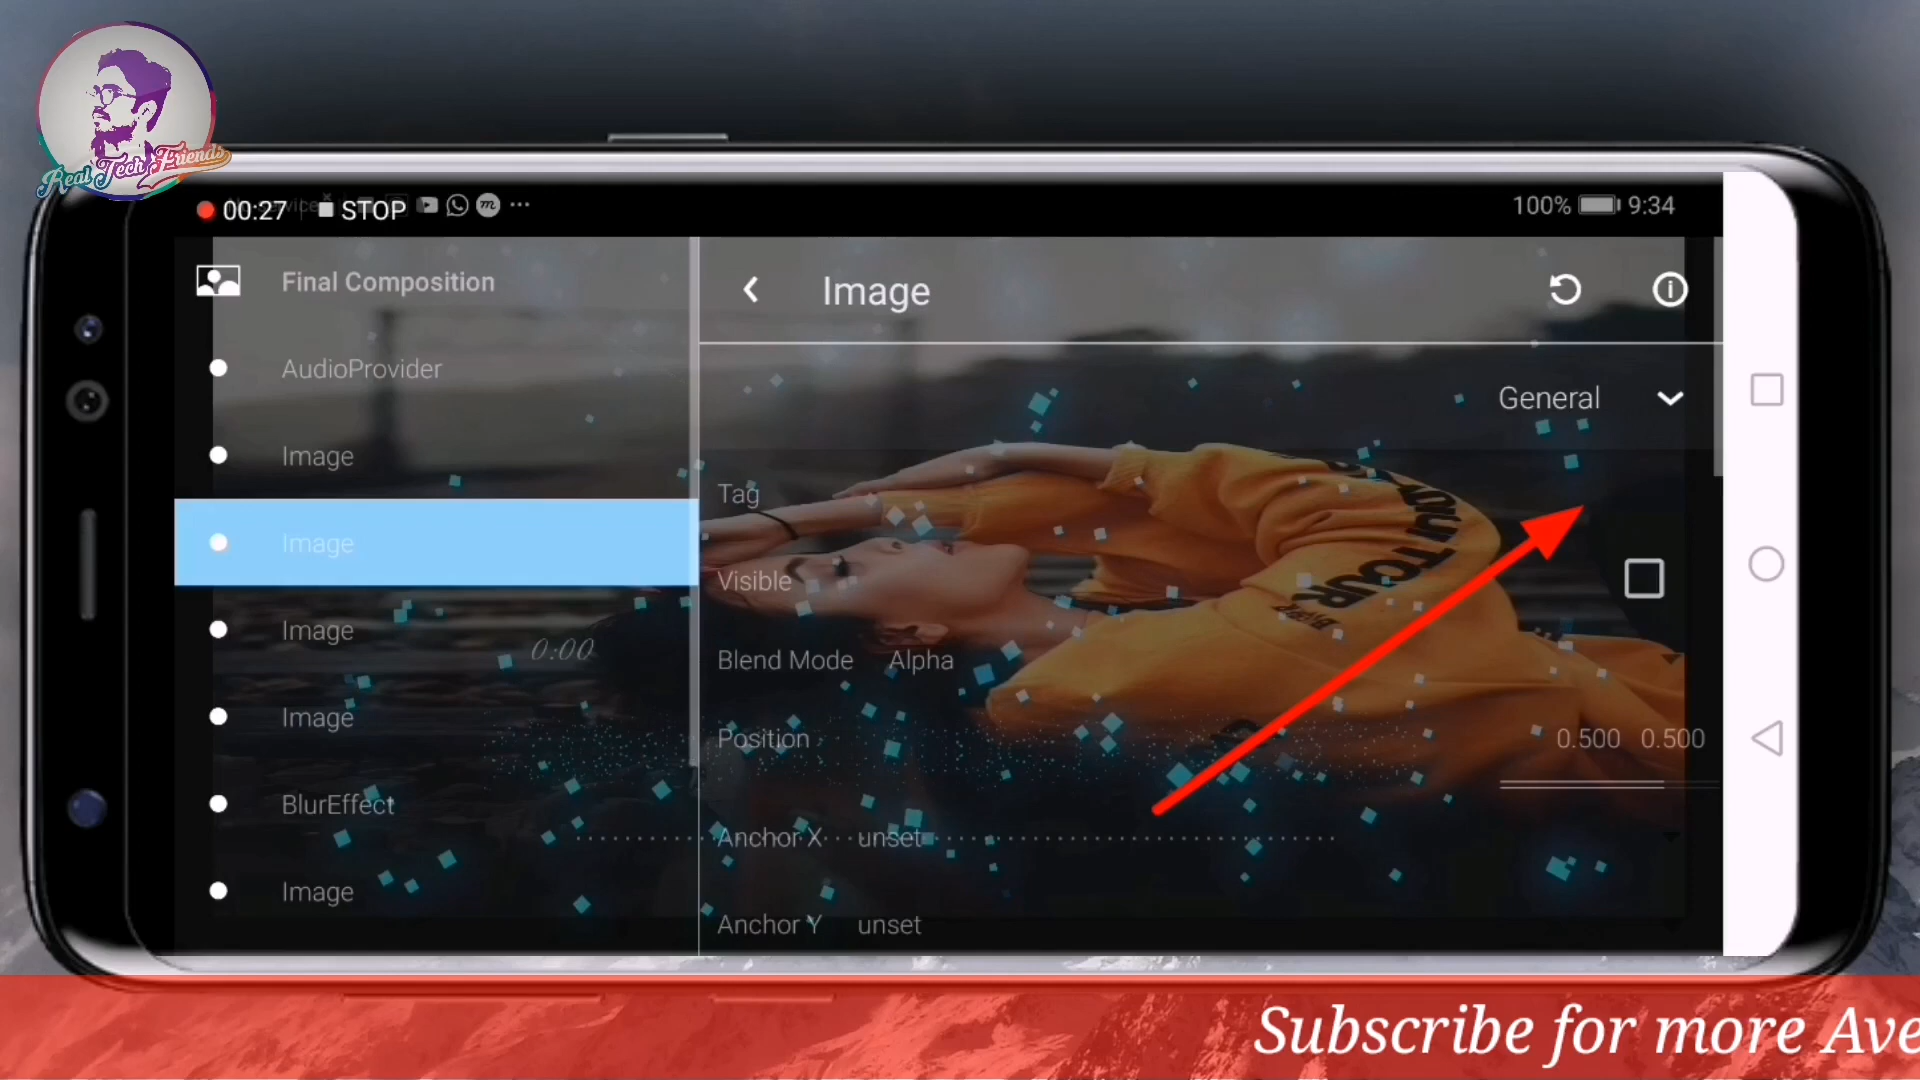 Real Tech Friends
00:27 STOP
100% 9:34
Final Composition
AudioProvider
Image
Image
Image
Image
BlurEffect
Image
0:00
Image
General
Tag
Visible
Blend Mode Alpha
Position 0.500 0.500
Anchor X unset
Anchor Y unset
TOUR
Subscribe for more Ave